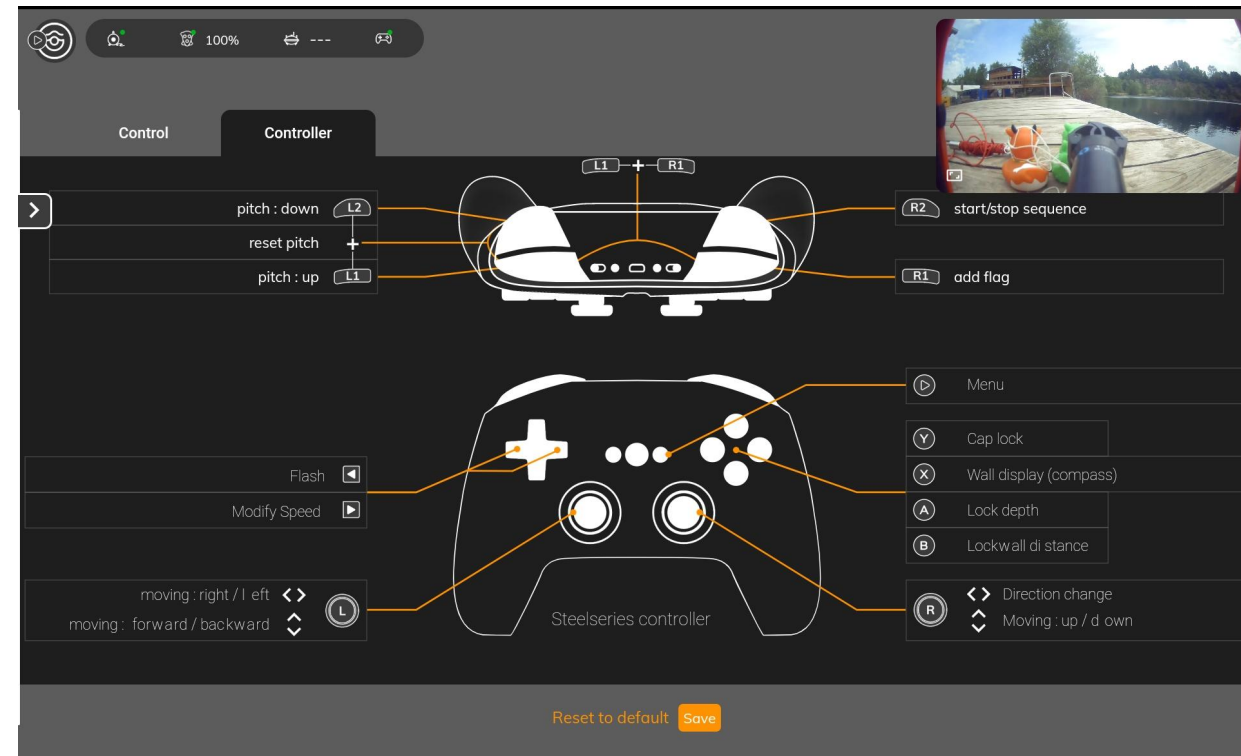 100%
---
Control
Controller
L1 + R1
pitch : down L2
reset pitch +
pitch : up L1
R2 start/stop sequence
R1 add flag
Menu
Y Cap lock
X Wall display (compass)
A Lock depth
B Lockwall di stance
Flash
Modify Speed
moving : right / l eft
moving : forward / backward
L
R
Direction change
Moving : up / d own
Steelseries controller
Reset to default Save